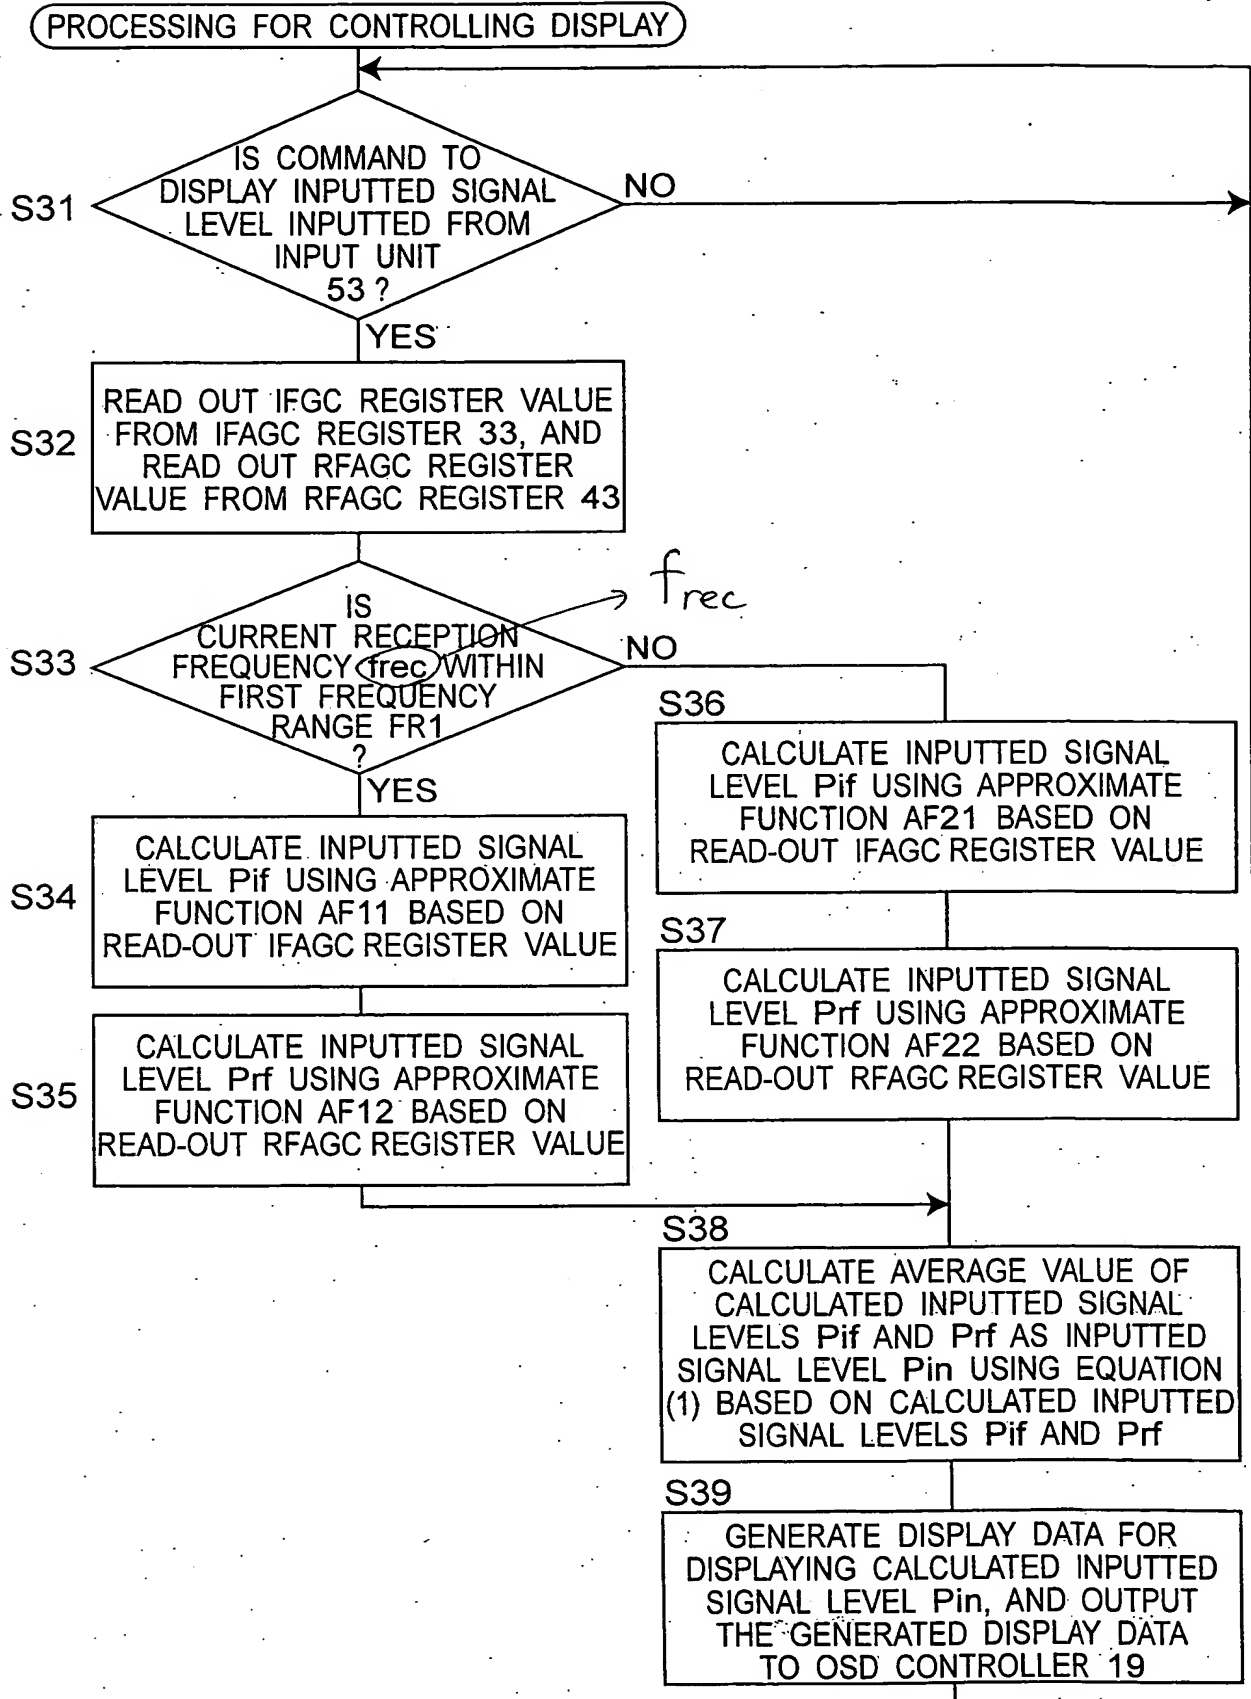 PROCESSING FOR CONTROLLING DISPLAY
S31
IS COMMAND TO
DISPLAY INPUTTED SIGNAL
LEVEL INPUTTED FROM
INPUT UNIT
53 ?
NO
YES
S32
READ OUT IFGC REGISTER VALUE
FROM IFAGC REGISTER 33, AND
READ OUT RFAGC REGISTER
VALUE FROM RFAGC REGISTER 43
frec
S33
IS
CURRENT RECEPTION
FREQUENCY frec WITHIN
FIRST FREQUENCY
RANGE FR1
?
NO
YES
S34
CALCULATE INPUTTED SIGNAL
LEVEL Pif USING APPROXIMATE
FUNCTION AF11 BASED ON
READ-OUT IFAGC REGISTER VALUE
S35
CALCULATE INPUTTED SIGNAL
LEVEL Prf USING APPROXIMATE
FUNCTION AF12 BASED ON
READ-OUT RFAGC REGISTER VALUE
S36
CALCULATE INPUTTED SIGNAL
LEVEL Pif USING APPROXIMATE
FUNCTION AF21 BASED ON
READ-OUT IFAGC REGISTER VALUE
S37
CALCULATE INPUTTED SIGNAL
LEVEL Prf USING APPROXIMATE
FUNCTION AF22 BASED ON
READ-OUT RFAGC REGISTER VALUE
S38
CALCULATE AVERAGE VALUE OF
CALCULATED INPUTTED SIGNAL
LEVELS Pif AND Prf AS INPUTTED
SIGNAL LEVEL Pin USING EQUATION
(1) BASED ON CALCULATED INPUTTED
SIGNAL LEVELS Pif AND Prf
S39
GENERATE DISPLAY DATA FOR
DISPLAYING CALCULATED INPUTTED
SIGNAL LEVEL Pin, AND OUTPUT
THE GENERATED DISPLAY DATA
TO OSD CONTROLLER 19